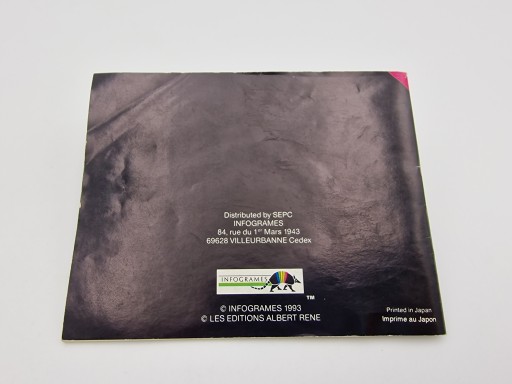 Distributed by SEPC
INFOGRAMES
84, rue du 1er Mars 1943
69628 VILLEURBANNE Cedex
INFOGRAMES
TM
© INFOGRAMES 1993
© LES EDITIONS ALBERT RENE
Printed in Japan
Imprime au Japon